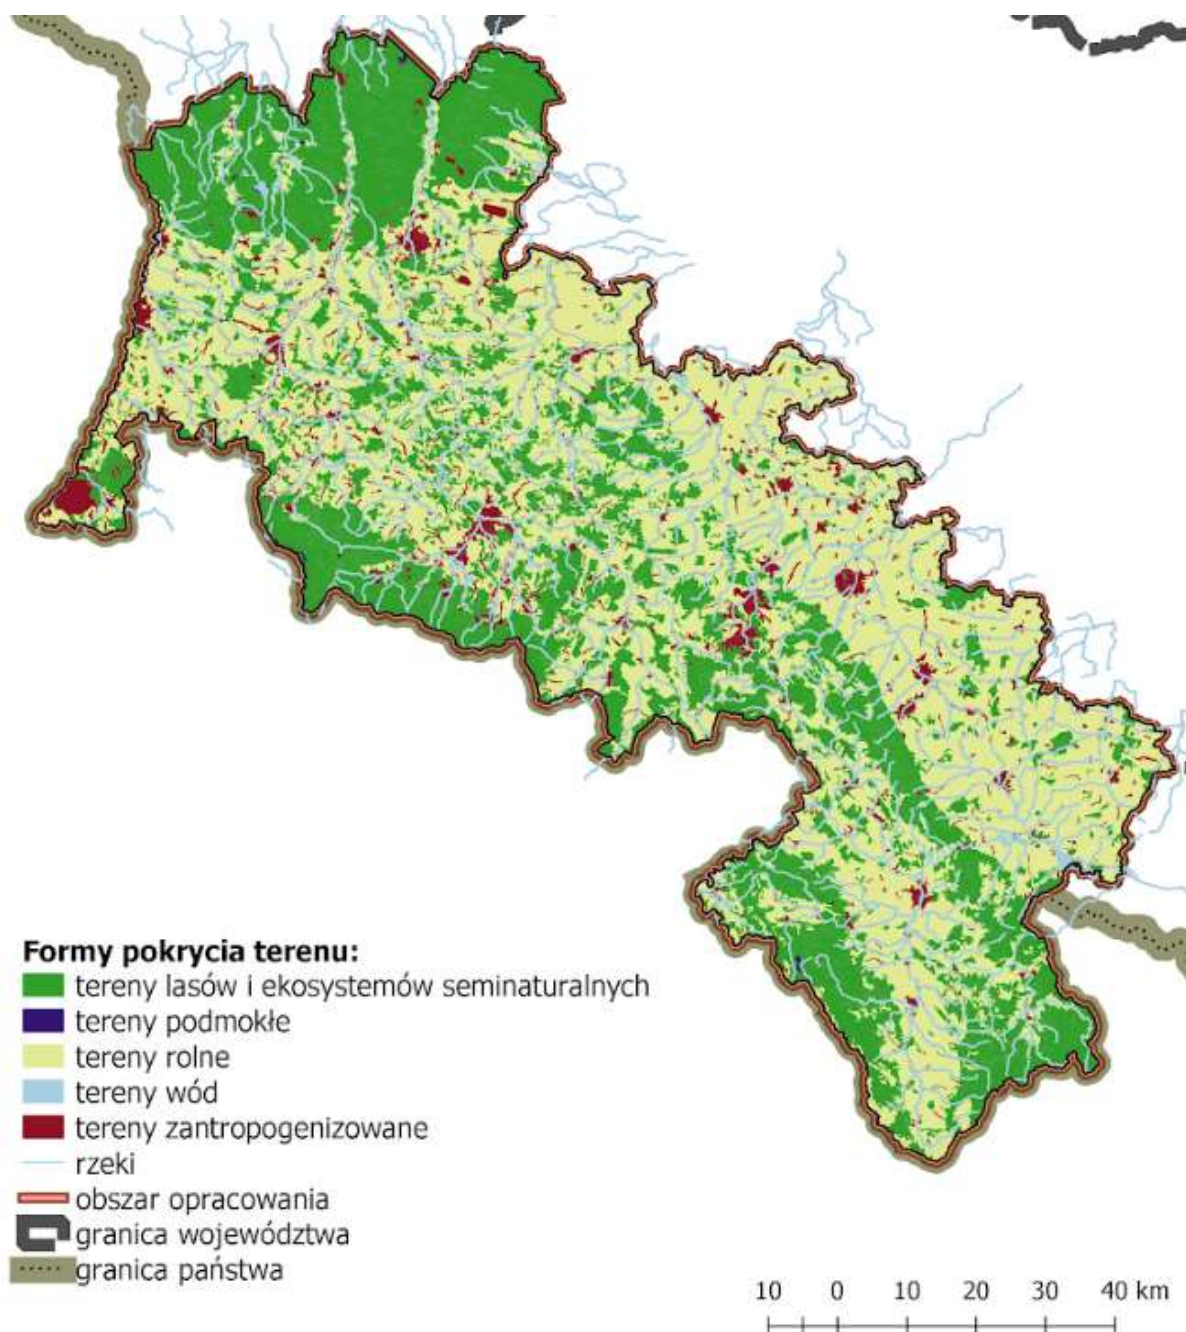 Formy pokrycia terenu:
tereny lasów i ekosystemów seminaturalnych
tereny podmokłe
tereny rolne
tereny wód
tereny zantropogenizowane
rzeki
obszar opracowania
granica województwa
granica państwa
10 0 10 20 30 40 km